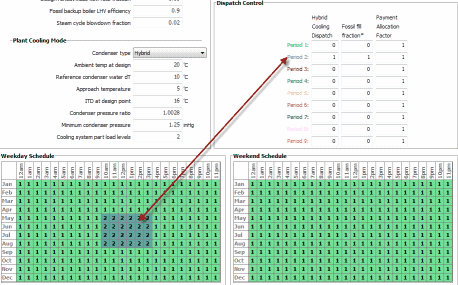 Fossil backup boiler LHV efficiency 0.9
Steam cycle blowdown fraction 0.02
Plant Cooling Mode
Condenser type Hybrid
Ambient temp at design 20 °C
Reference condenser water dT 10 °C
Approach temperature 5 °C
ITD at design point 16 °C
Condenser pressure ratio 1.0028
Minimum condenser pressure 1.25 inHg
Cooling system part load levels 2
Dispatch Control
Hybrid Cooling Dispatch
Fossil fill fraction*
Payment Allocation Factor
Period 1: 0 0 1
Period 2: 1 1 1
Period 3: 0 0 1
Period 4: 0 0 1
Period 5: 0 0 1
Period 6: 0 0 1
Period 7: 0 0 1
Period 8: 0 0 1
Period 9: 0 0 1
Weekday Schedule
12am 1am 2am 3am 4am 5am 6am 7am 8am 9am 10am 11am 12pm 1pm 2pm 3pm 4pm 5pm 6pm 7pm 8pm 9pm 10pm 11pm
Jan 1 1 1 1 1 1 1 1 1 1 1 1 1 1 1 1 1 1 1 1 1 1 1 1
Feb 1 1 1 1 1 1 1 1 1 1 1 1 1 1 1 1 1 1 1 1 1 1 1 1
Mar 1 1 1 1 1 1 1 1 1 1 1 1 1 1 1 1 1 1 1 1 1 1 1 1
Apr 1 1 1 1 1 1 1 1 1 1 1 1 1 1 1 1 1 1 1 1 1 1 1 1
May 1 1 1 1 1 1 1 1 1 1 2 2 2 2 2 2 1 1 1 1 1 1 1 1
Jun 1 1 1 1 1 1 1 1 1 1 2 2 2 2 2 2 1 1 1 1 1 1 1 1
Jul 1 1 1 1 1 1 1 1 1 1 2 2 2 2 2 2 1 1 1 1 1 1 1 1
Aug 1 1 1 1 1 1 1 1 1 1 2 2 2 2 2 2 1 1 1 1 1 1 1 1
Sep 1 1 1 1 1 1 1 1 1 1 1 1 1 1 1 1 1 1 1 1 1 1 1 1
Oct 1 1 1 1 1 1 1 1 1 1 1 1 1 1 1 1 1 1 1 1 1 1 1 1
Nov 1 1 1 1 1 1 1 1 1 1 1 1 1 1 1 1 1 1 1 1 1 1 1 1
Dec 1 1 1 1 1 1 1 1 1 1 1 1 1 1 1 1 1 1 1 1 1 1 1 1
Weekend Schedule
12am 1am 2am 3am 4am 5am 6am 7am 8am 9am 10am 11am 12pm 1pm 2pm 3pm 4pm 5pm 6pm 7pm 8pm 9pm 10pm 11pm
Jan 1 1 1 1 1 1 1 1 1 1 1 1 1 1 1 1 1 1 1 1 1 1 1 1
Feb 1 1 1 1 1 1 1 1 1 1 1 1 1 1 1 1 1 1 1 1 1 1 1 1
Mar 1 1 1 1 1 1 1 1 1 1 1 1 1 1 1 1 1 1 1 1 1 1 1 1
Apr 1 1 1 1 1 1 1 1 1 1 1 1 1 1 1 1 1 1 1 1 1 1 1 1
May 1 1 1 1 1 1 1 1 1 1 1 1 1 1 1 1 1 1 1 1 1 1 1 1
Jun 1 1 1 1 1 1 1 1 1 1 1 1 1 1 1 1 1 1 1 1 1 1 1 1
Jul 1 1 1 1 1 1 1 1 1 1 1 1 1 1 1 1 1 1 1 1 1 1 1 1
Aug 1 1 1 1 1 1 1 1 1 1 1 1 1 1 1 1 1 1 1 1 1 1 1 1
Sep 1 1 1 1 1 1 1 1 1 1 1 1 1 1 1 1 1 1 1 1 1 1 1 1
Oct 1 1 1 1 1 1 1 1 1 1 1 1 1 1 1 1 1 1 1 1 1 1 1 1
Nov 1 1 1 1 1 1 1 1 1 1 1 1 1 1 1 1 1 1 1 1 1 1 1 1
Dec 1 1 1 1 1 1 1 1 1 1 1 1 1 1 1 1 1 1 1 1 1 1 1 1